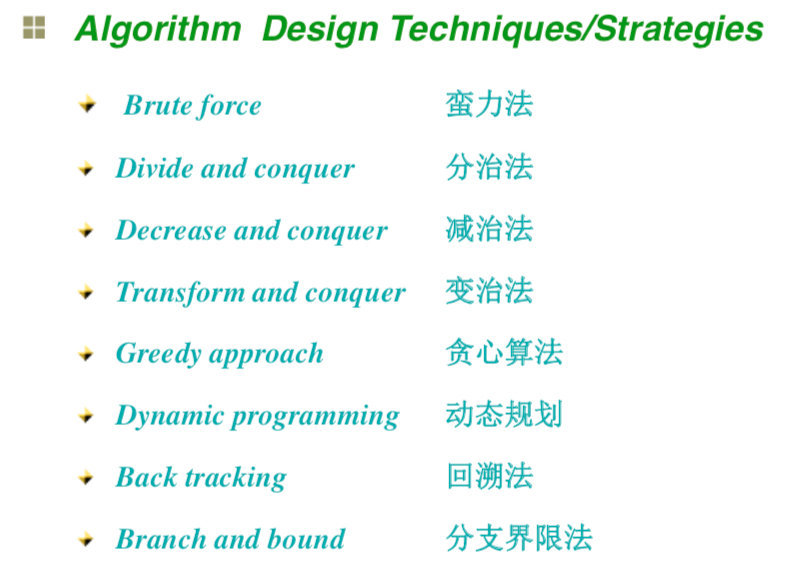 Algorithm Design Techniques/Strategies
Brute force 蛮力法
Divide and conquer 分治法
Decrease and conquer 减治法
Transform and conquer 变治法
Greedy approach 贪心算法
Dynamic programming 动态规划
Back tracking 回溯法
Branch and bound 分支界限法